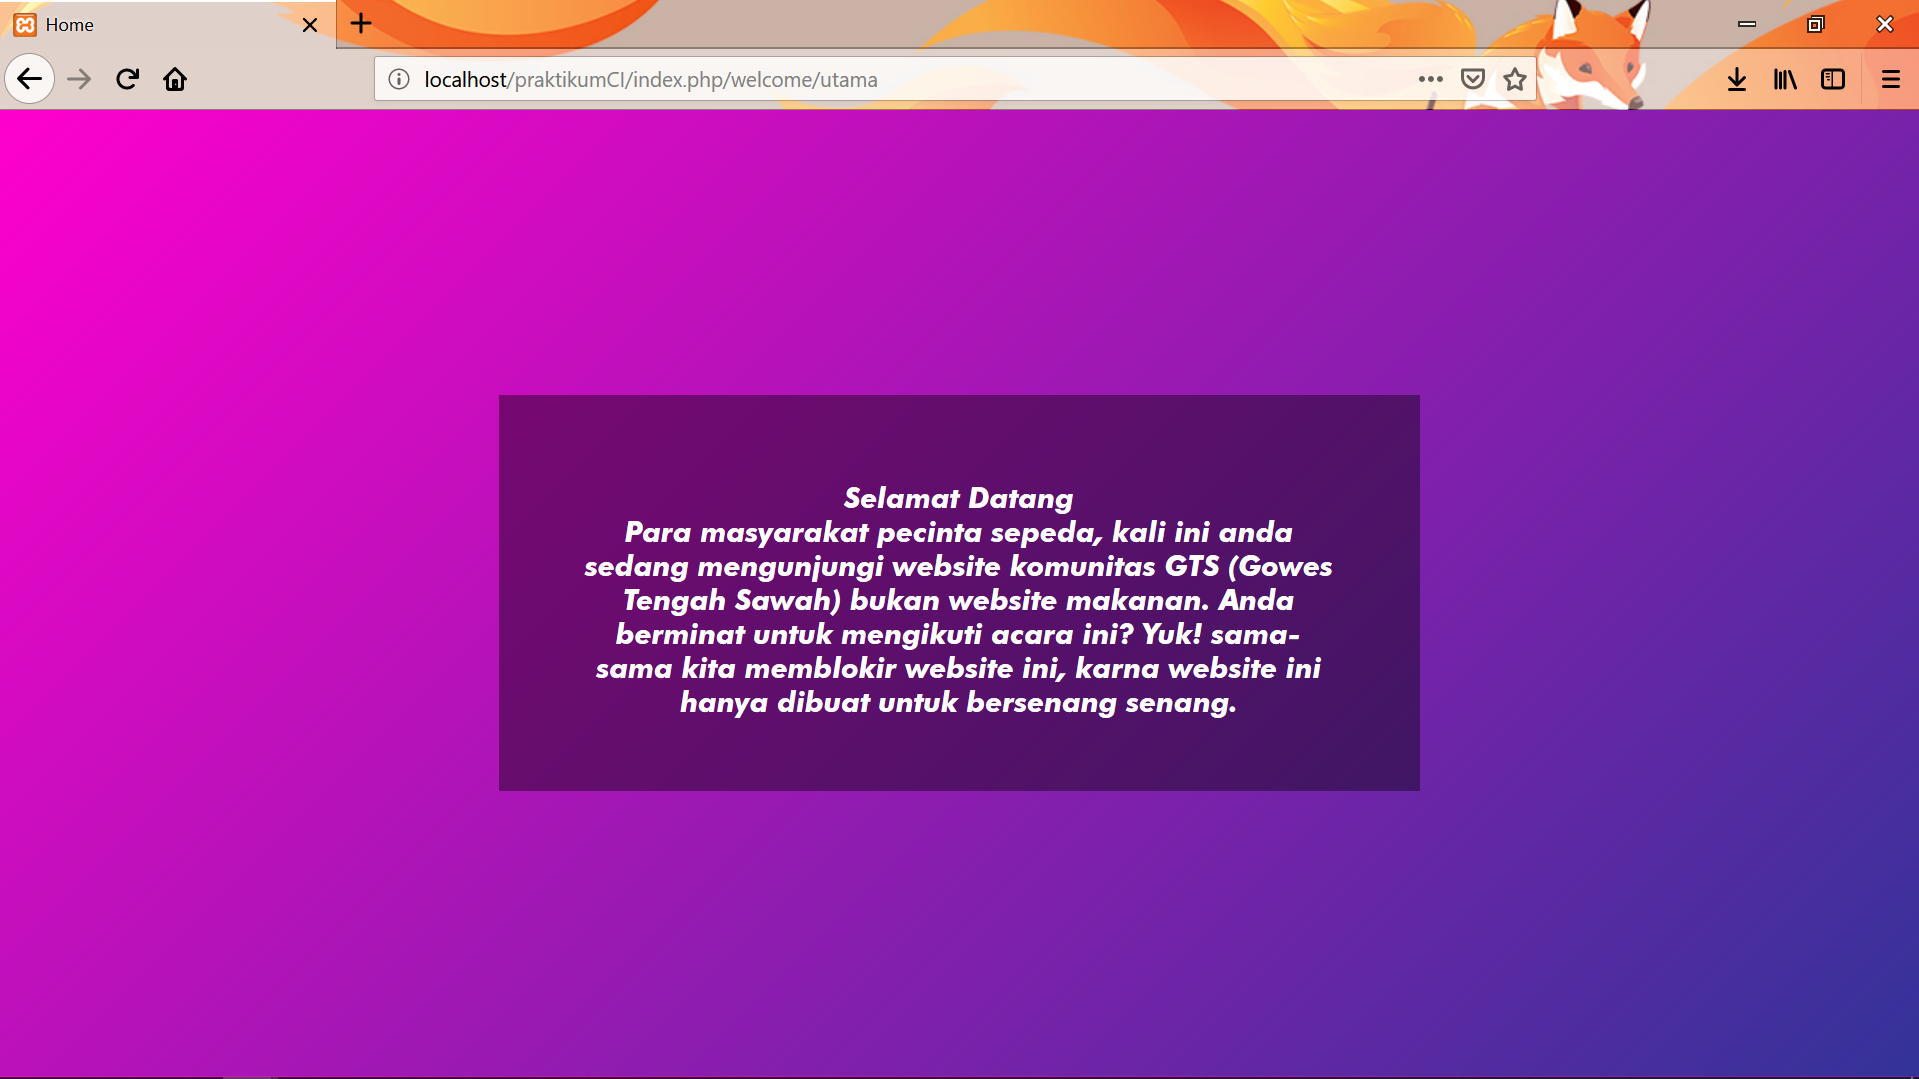 Home
localhost/praktikumCI/index.php/welcome/utama
Selamat Datang
Para masyarakat pecinta sepeda, kali ini anda
sedang mengunjungi website komunitas GTS (Gowes
Tengah Sawah) bukan website makanan. Anda
berminat untuk mengikuti acara ini? Yuk! sama-
sama kita memblokir website ini, karna website ini
hanya dibuat untuk bersenang senang.